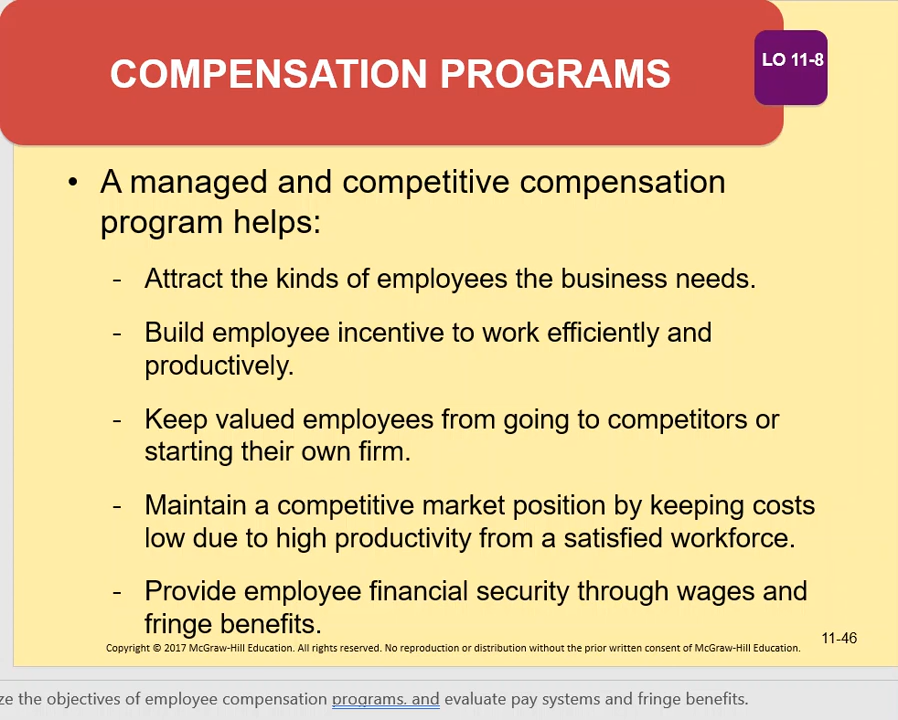 COMPENSATION PROGRAMS
LO 11-8
• A managed and competitive compensation
program helps:
- Attract the kinds of employees the business needs.
- Build employee incentive to work efficiently and
productively.
- Keep valued employees from going to competitors or
starting their own firm.
- Maintain a competitive market position by keeping costs
low due to high productivity from a satisfied workforce.
- Provide employee financial security through wages and
fringe benefits.
Copyright © 2017 McGraw-Hill Education. All rights reserved. No reproduction or distribution without the prior written consent of McGraw-Hill Education.
11-46
the objectives of employee compensation programs. and evaluate pay systems and fringe benefits.